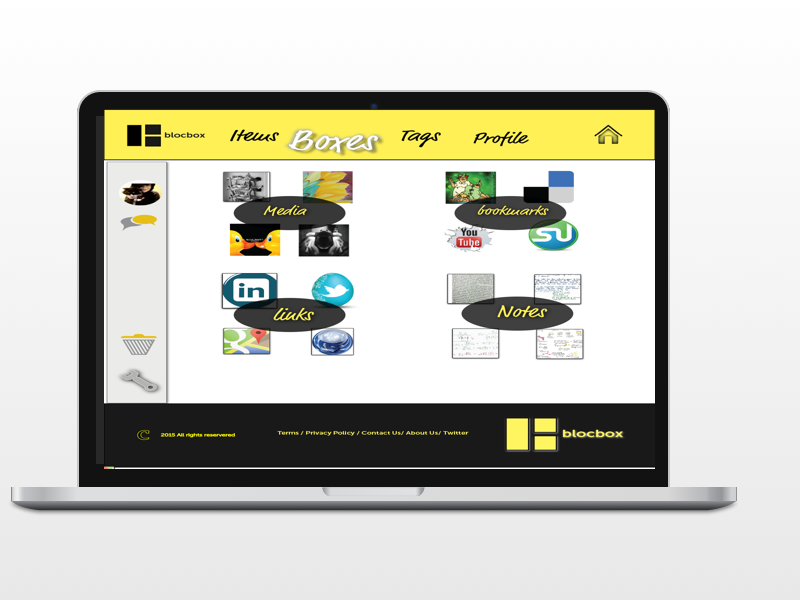 blocbox
Items Boxes Tags Profile
Media
bookmarks
You
Tube
SU
in
links
Notes
C 2015 All rights reservered
Terms / Privacy Policy / Contact Us/ About Us/ Twitter
blocbox